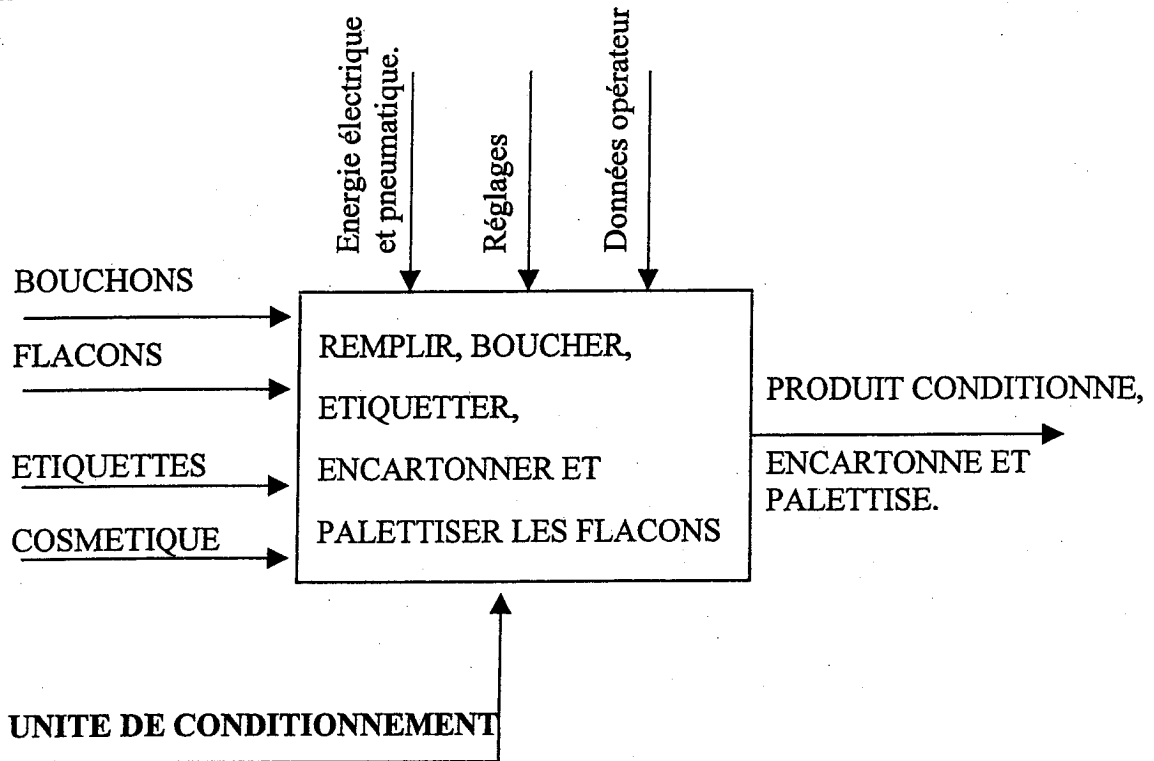 Energie électrique
et pneumatique.
Réglages
Données opérateur
BOUCHONS
FLACONS
ETIQUETTES
COSMETIQUE
REMPLIR, BOUCHER,
ETIQUETTER,
ENCARTONNER ET
PALETTISER LES FLACONS
PRODUIT CONDITIONNE,
ENCARTONNE ET
PALETTISE.
UNITE DE CONDITIONNEMENT